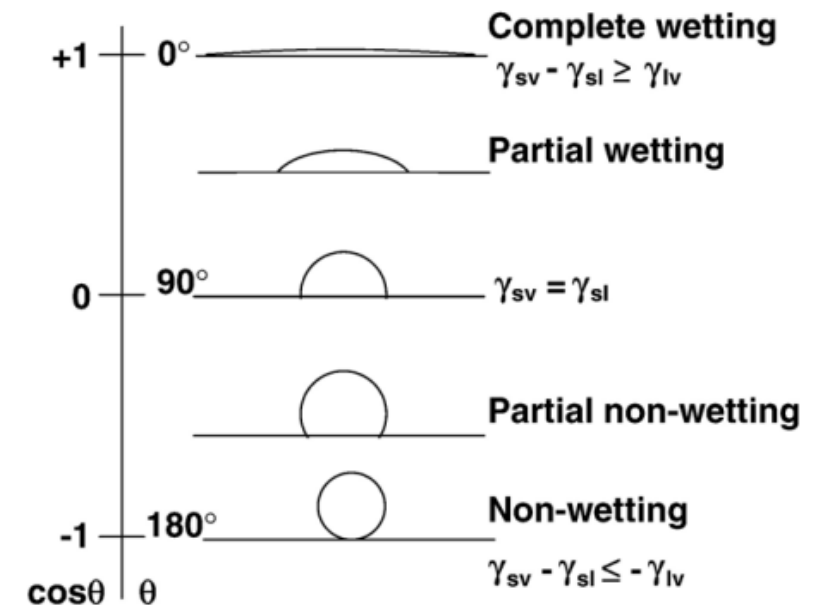 Complete wetting
+1 0°
γsv - γsl ≥ γlv
Partial wetting
0 90° γsv = γsl
Partial non-wetting
Non-wetting
-1 180°
γsv - γsl ≤ - γlv
cosθ θ